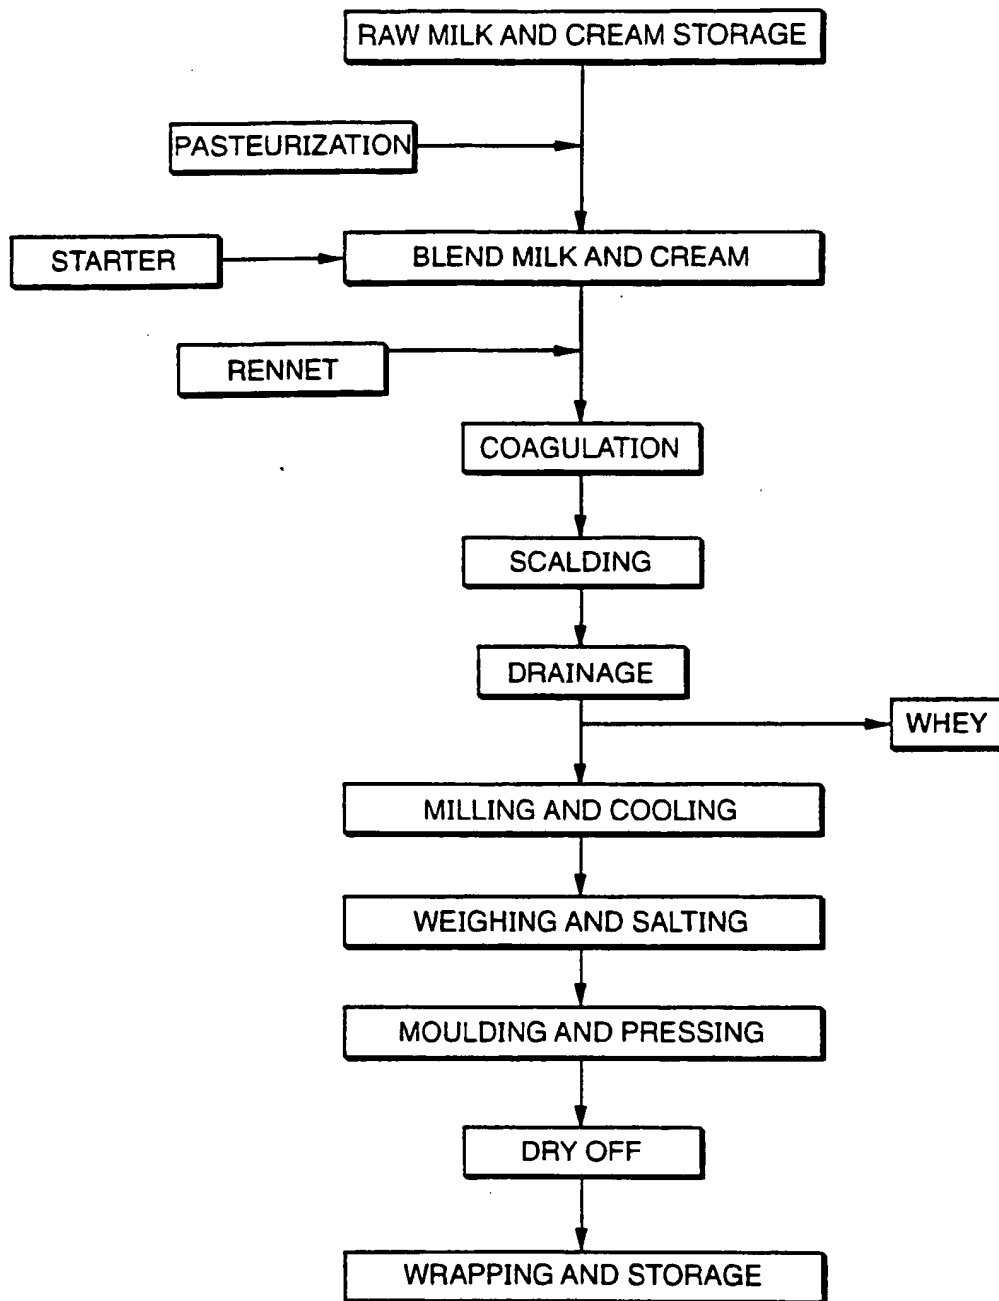 RAW MILK AND CREAM STORAGE
PASTEURIZATION
STARTER
BLEND MILK AND CREAM
RENNET
COAGULATION
SCALDING
DRAINAGE
WHEY
MILLING AND COOLING
WEIGHING AND SALTING
MOULDING AND PRESSING
DRY OFF
WRAPPING AND STORAGE